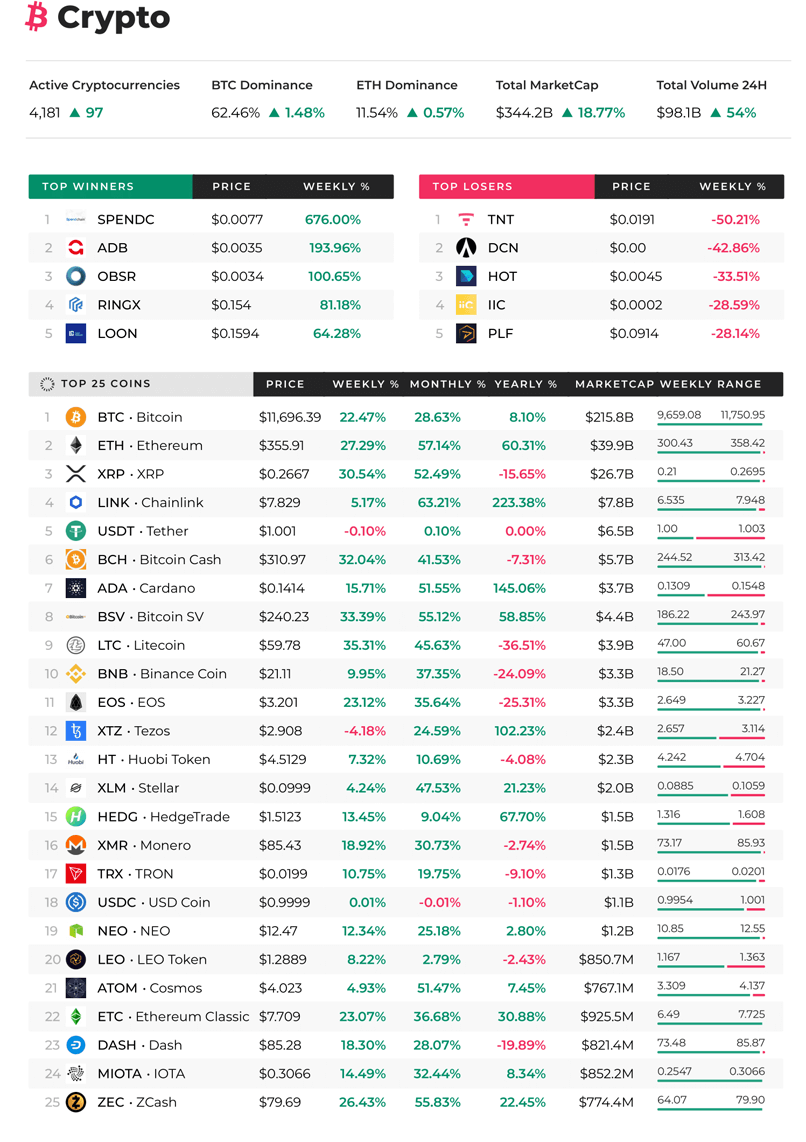 Crypto
Active Cryptocurrencies BTC Dominance ETH Dominance Total MarketCap Total Volume 24H
4,181 ▲ 97 62.46% ▲ 1.48% 11.54% ▲ 0.57% $344.2B ▲ 18.77% $98.1B ▲ 54%
TOP WINNERS PRICE WEEKLY %
1 SPENDC $0.0077 676.00%
2 ADB $0.0035 193.96%
3 OBSR $0.0034 100.65%
4 RINGX $0.154 81.18%
5 LOON $0.1594 64.28%
TOP LOSERS PRICE WEEKLY %
1 TNT $0.0191 -50.21%
2 DCN $0.00 -42.86%
3 HOT $0.0045 -33.51%
4 IIC $0.0002 -28.59%
5 PLF $0.0914 -28.14%
TOP 25 COINS PRICE WEEKLY % MONTHLY % YEARLY % MARKETCAP WEEKLY RANGE
1 BTC · Bitcoin $11,696.39 22.47% 28.63% 8.10% $215.8B 9,659.08 11,750.95
2 ETH · Ethereum $355.91 27.29% 57.14% 60.31% $39.9B 300.43 358.42
3 XRP · XRP $0.2667 30.54% 52.49% -15.65% $26.7B 0.21 0.2695
4 LINK · Chainlink $7.829 5.17% 63.21% 223.38% $7.8B 6.535 7.948
5 USDT · Tether $1.001 -0.10% 0.10% 0.00% $6.5B 1.00 1.003
6 BCH · Bitcoin Cash $310.97 32.04% 41.53% -7.31% $5.7B 244.52 313.42
7 ADA · Cardano $0.1414 15.71% 51.55% 145.06% $3.7B 0.1309 0.1548
8 BSV · Bitcoin SV $240.23 33.39% 55.12% 58.85% $4.4B 186.22 243.97
9 LTC · Litecoin $59.78 35.31% 45.63% -36.51% $3.9B 47.00 60.67
10 BNB · Binance Coin $21.11 9.95% 37.35% -24.09% $3.3B 18.50 21.27
11 EOS · EOS $3.201 23.12% 35.64% -25.31% $3.3B 2.649 3.227
12 XTZ · Tezos $2.908 -4.18% 24.59% 102.23% $2.4B 2.657 3.114
13 Huobi HT · Huobi Token $4.5129 7.32% 10.69% -4.08% $2.3B 4.242 4.704
14 XLM · Stellar $0.0999 4.24% 47.53% 21.23% $2.0B 0.0885 0.1059
15 HEDG · HedgeTrade $1.5123 13.45% 9.04% 67.70% $1.5B 1.316 1.608
16 XMR · Monero $85.43 18.92% 30.73% -2.74% $1.5B 73.17 85.93
17 TRX · TRON $0.0199 10.75% 19.75% -9.10% $1.3B 0.0176 0.0201
18 USDC · USD Coin $0.9999 0.01% -0.01% -1.10% $1.1B 0.9954 1.001
19 NEO · NEO $12.47 12.34% 25.18% 2.80% $1.2B 10.85 12.55
20 LEO · LEO Token $1.2889 8.22% 2.79% -2.43% $850.7M 1.167 1.363
21 ATOM · Cosmos $4.023 4.93% 51.47% 7.45% $767.1M 3.309 4.137
22 ETC · Ethereum Classic $7.709 23.07% 36.68% 30.88% $925.5M 6.49 7.725
23 DASH · Dash $85.28 18.30% 28.07% -19.89% $821.4M 73.48 85.87
24 MIOTA · IOTA $0.3066 14.49% 32.44% 8.34% $852.2M 0.2547 0.3066
25 ZEC · ZCash $79.69 26.43% 55.83% 22.45% $774.4M 64.07 79.90